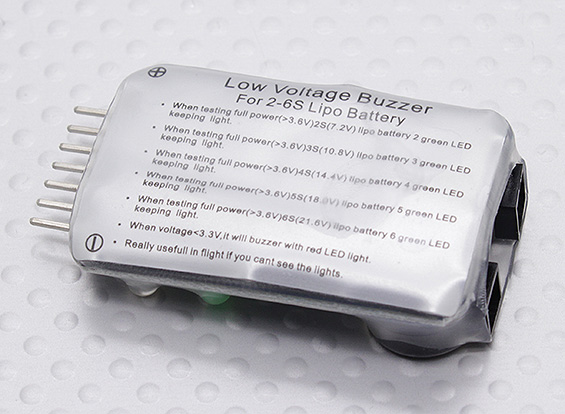 Low Voltage Buzzer
For 2-6S Lipo Battery
• When testing full power(>3.6V)2S(7.2V) lipo battery 2 green LED
keeping light.
• When testing full power(>3.6V)3S(10.8V) lipo battery 3 green LED
keeping light.
• When testing full power(>3.6V)4S(14.4V) lipo battery 4 green LED
keeping light.
• When testing full power(>3.6V)5S(18.0V) lipo battery 5 green LED
keeping light.
• When testing full power(>3.6V)6S(21.6V) lipo battery 6 green LED
keeping light.
• When voltage<3.3V,it will buzzer with red LED light.
• Really usefull in flight if you cant see the lights.